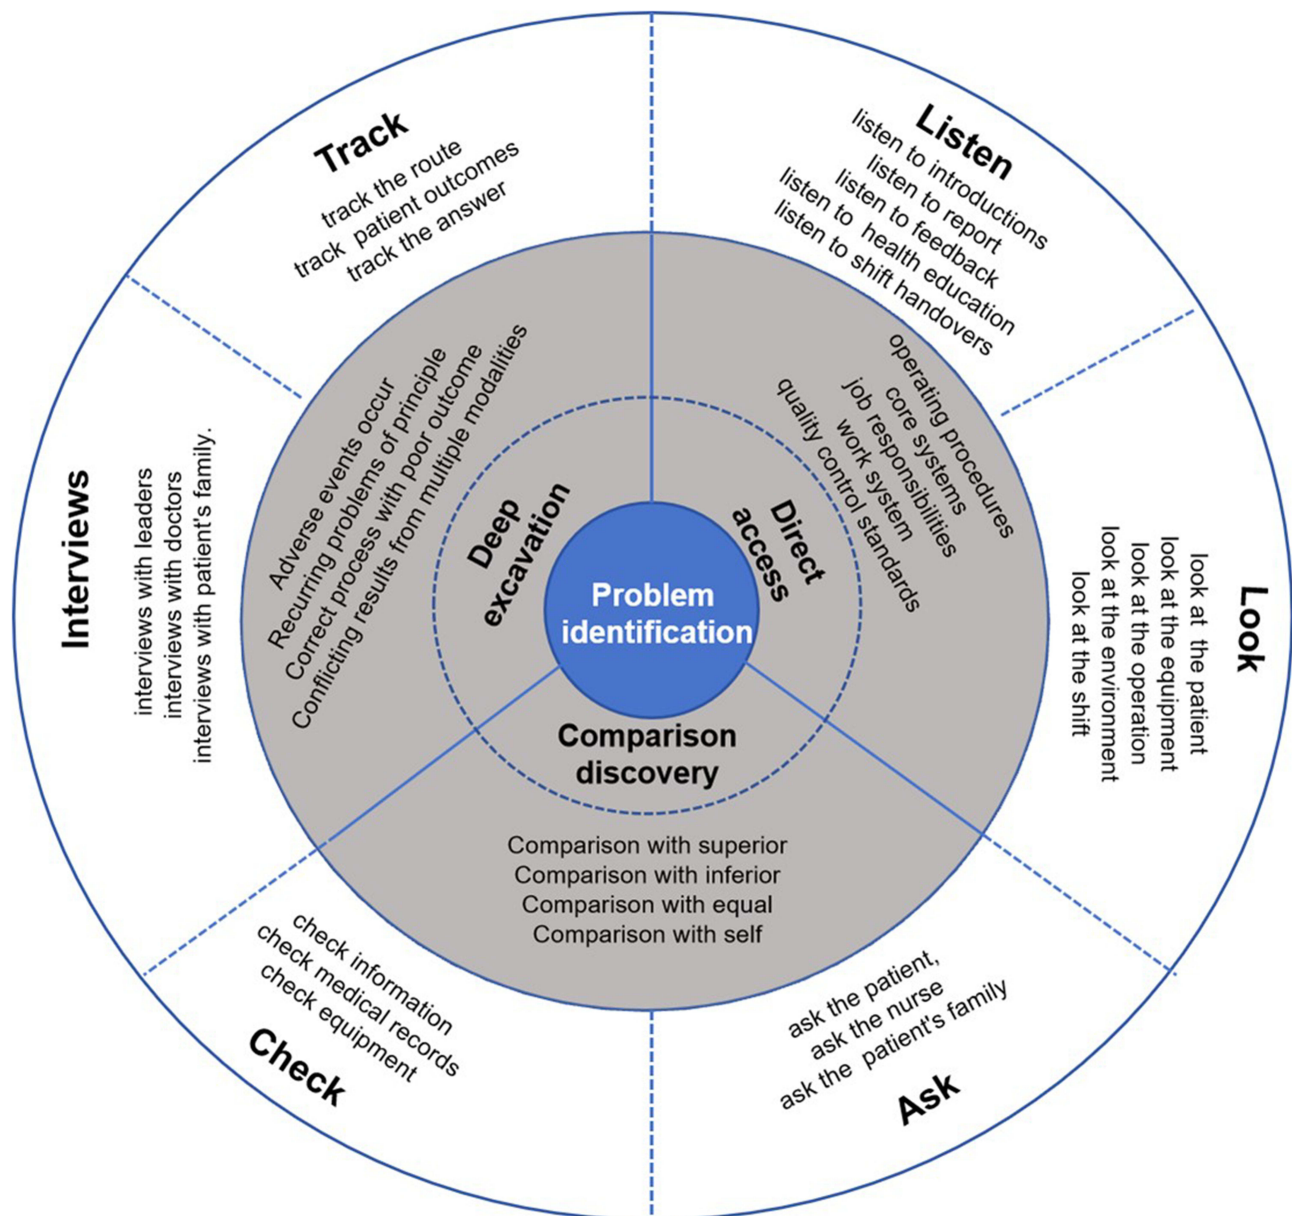 Track
track the route
track  patient outcomes
track the answer
Listen
listen to introductions
listen to report
listen to feedback
listen to  health education
listen to shift handovers
Look
look at  the patient
look at the equipment
look at the operation
look at the environment
look at the shift
Ask
ask the patient,
ask the nurse
ask the  patient's family
Check
check information
check medical records
check equipment
Interviews
interviews with leaders
interviews with doctors
interviews with patient's family.
Deep
excavation
Adverse events occur
Recurring problems of principle
Correct process with poor outcome
Conflicting results from multiple modalities
Direct
access
operating procedures
core systems
job responsibilities
work system
quality control standards
Comparison
discovery
Comparison with superior
Comparison with inferior
Comparison with equal
Comparison with self
Problem
identification